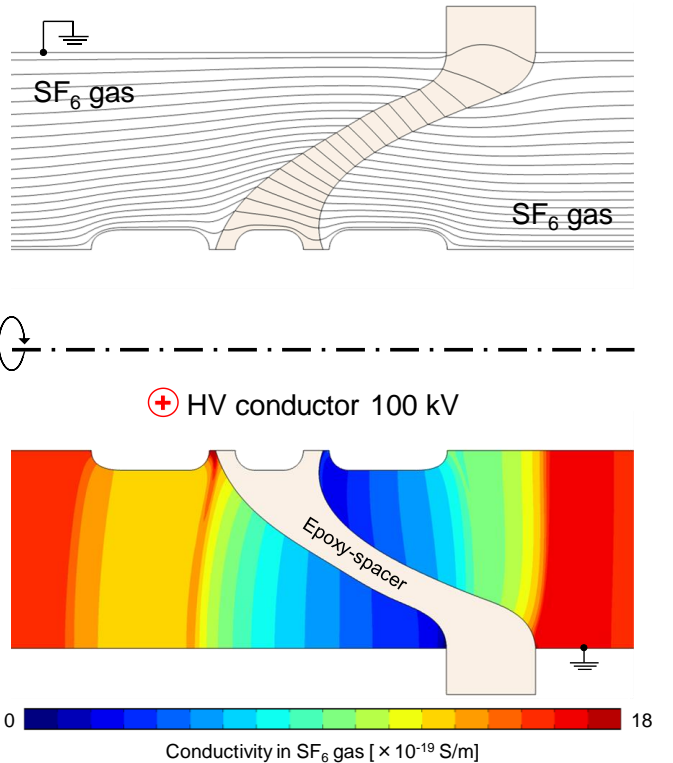 SF₆ gas
SF₆ gas
HV conductor 100 kV
Epoxy-spacer
0 18
Conductivity in SF₆ gas [×10⁻¹⁹ S/m]